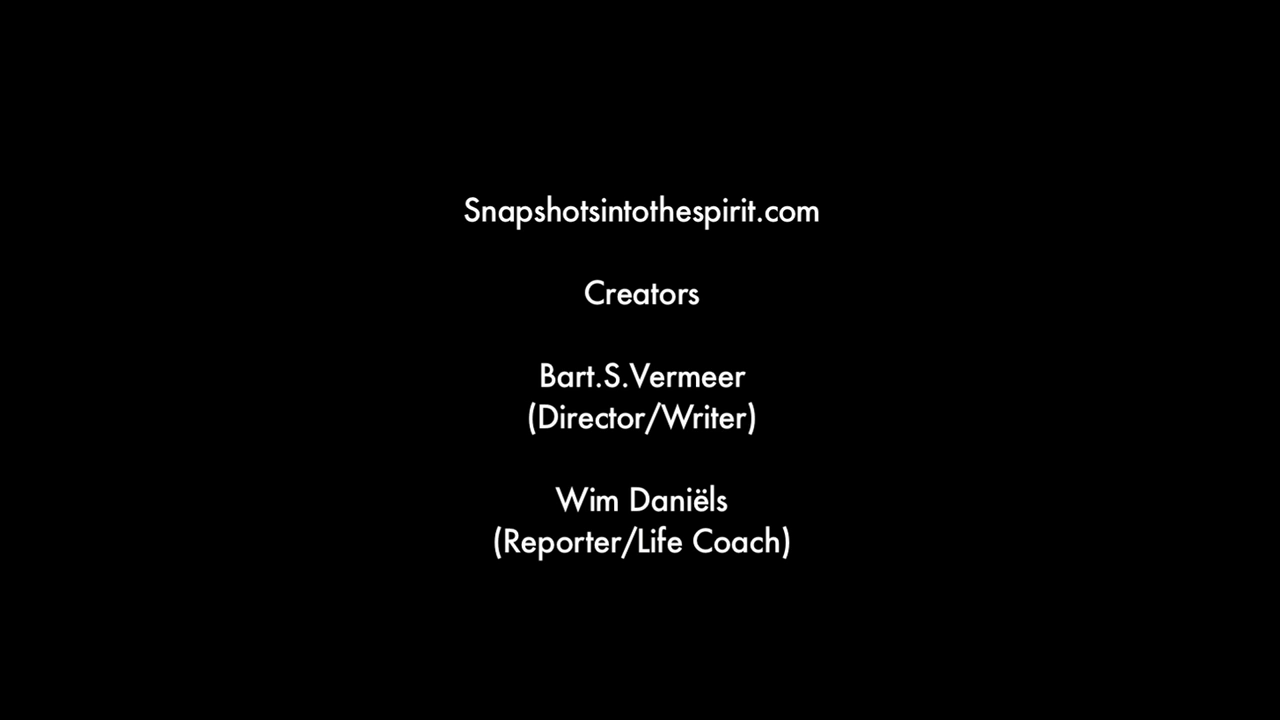 Snapshotsintothespirit.com
Creators
Bart.S.Vermeer
(Director/Writer)
Wim Daniëls
(Reporter/Life Coach)